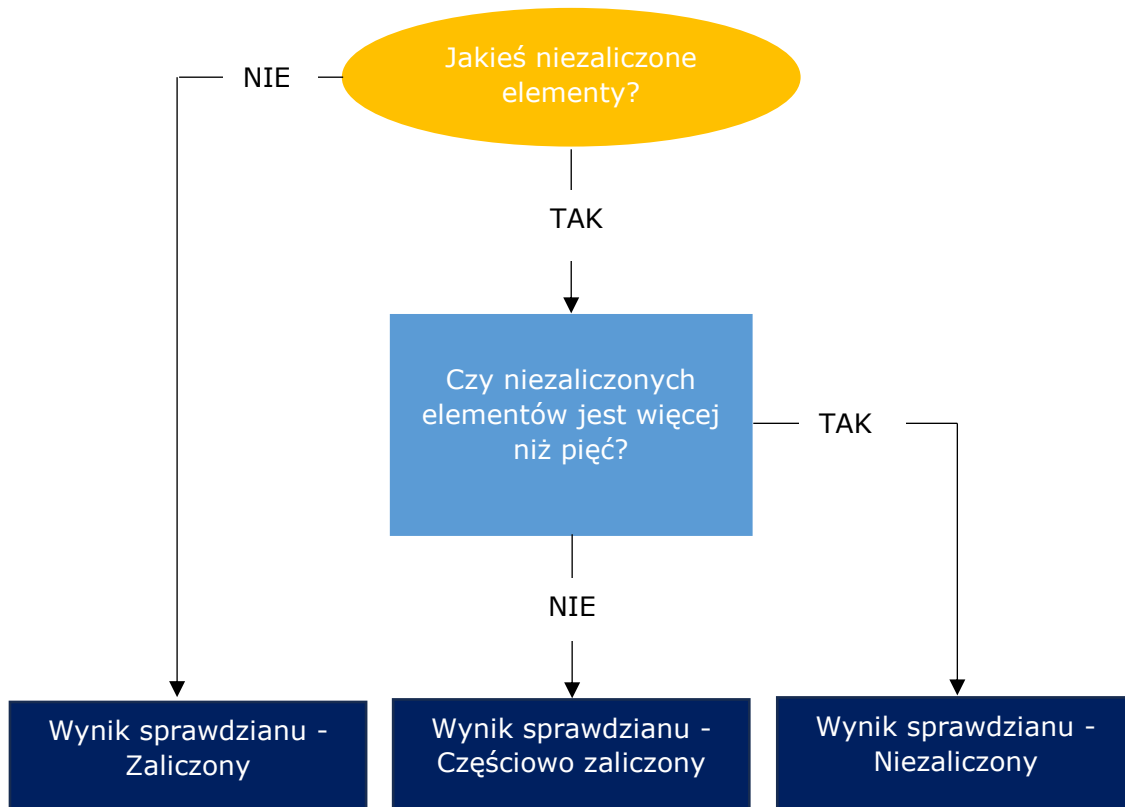 Jakieś niezaliczone
elementy?
NIE
TAK
Czy niezaliczonych
elementów jest więcej
niż pięć?
TAK
NIE
Wynik sprawdzianu -
Zaliczony
Wynik sprawdzianu -
Częściowo zaliczony
Wynik sprawdzianu -
Niezaliczony